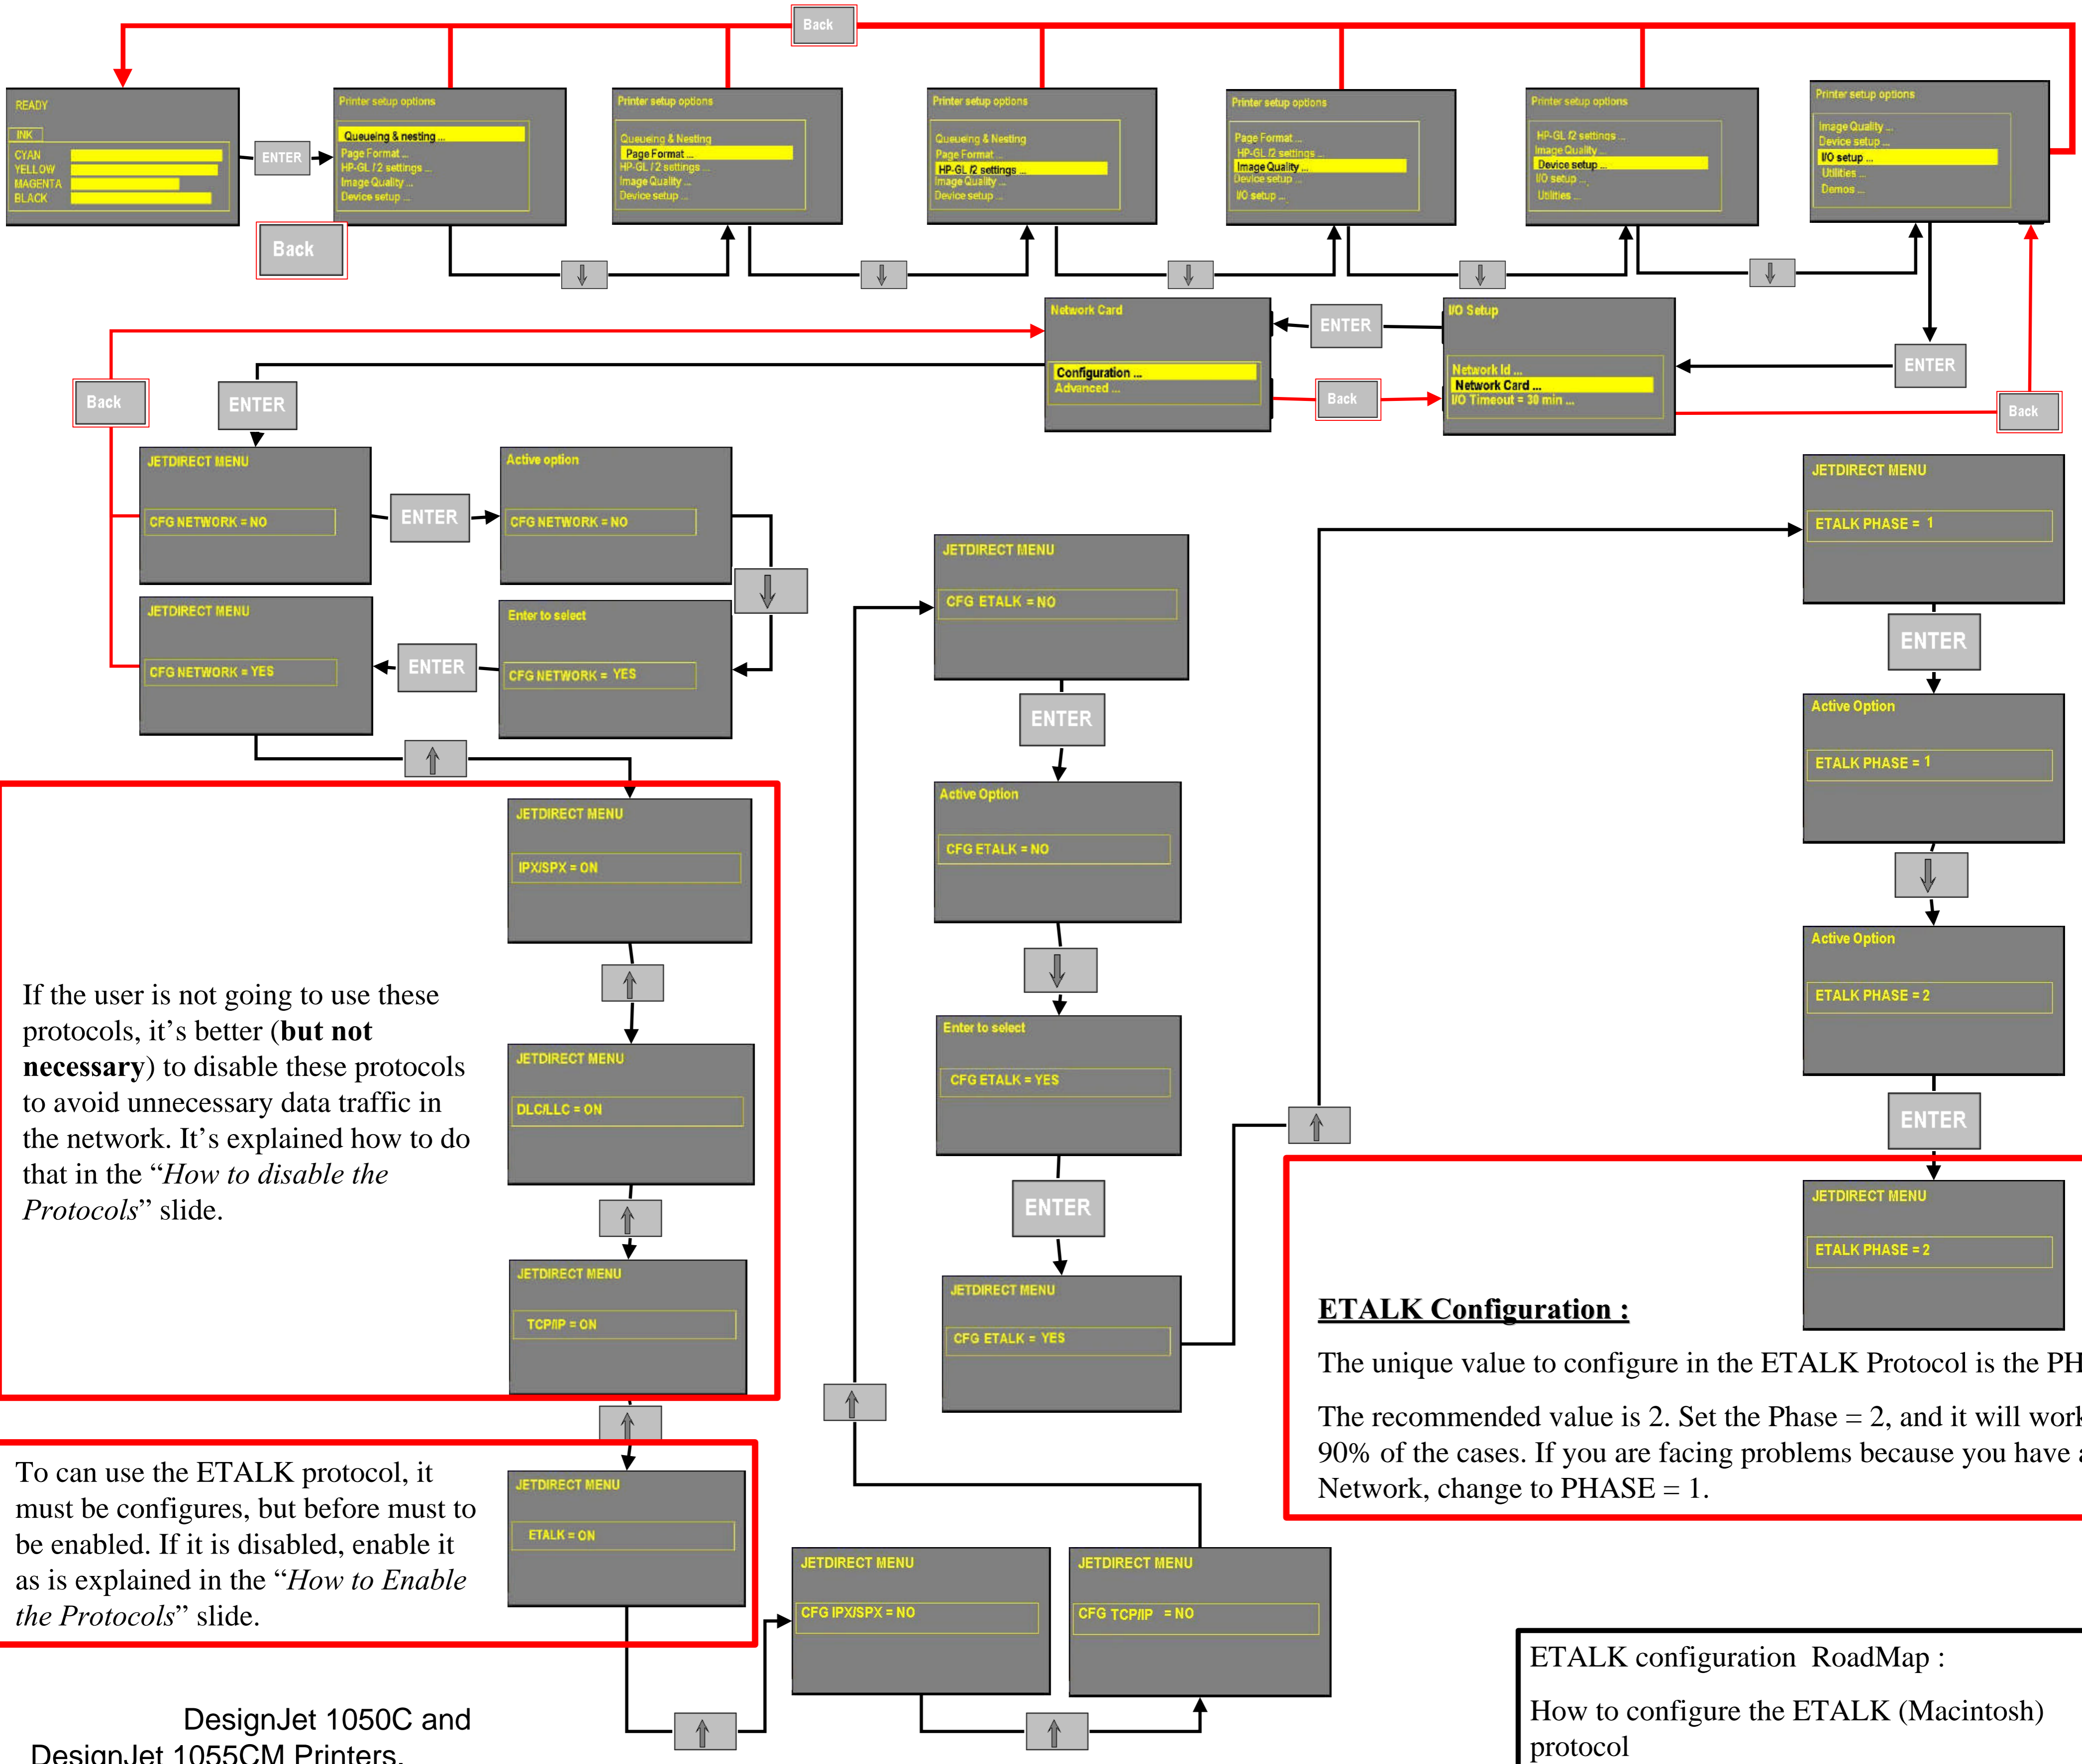 Back
READY
INK
CYAN
YELLOW
MAGENTA
BLACK
ENTER
Printer setup options
Queueing & nesting ...
Page Format ...
HP-GL /2 settings ...
Image Quality ...
Device setup ...
Printer setup options
Queueing & Nesting
Page Format ...
HP-GL /2 settings ...
Image Quality ...
Device setup ...
Printer setup options
Queueing & Nesting
Page Format ...
HP-GL /2 settings ...
Image Quality ...
Device setup ...
Printer setup options
Page Format ...
HP-GL /2 settings ...
Image Quality ...
Device setup ...
I/O setup ...
Printer setup options
HP-GL /2 settings ...
Image Quality ...
Device setup ...
I/O setup ...
Utilities ...
Printer setup options
Image Quality ...
Device setup ...
I/O setup ...
Utilities ...
Demos ...
Back
Network Card
Configuration ...
Advanced ...
ENTER
Back
I/O Setup
Network Id ...
Network Card ...
I/O Timeout = 30 min ...
ENTER
Back
Back
ENTER
JETDIRECT MENU
CFG NETWORK = NO
ENTER
Active option
CFG NETWORK = NO
JETDIRECT MENU
CFG NETWORK = YES
ENTER
Enter to select
CFG NETWORK = YES
JETDIRECT MENU
IPX/SPX = ON
If the user is not going to use these
protocols, it’s better (but not
necessary) to disable these protocols
to avoid unnecessary data traffic in
the network. It’s explained how to do
that in the “How to disable the
Protocols” slide.
JETDIRECT MENU
DLC/LLC = ON
JETDIRECT MENU
TCP/IP = ON
To can use the ETALK protocol, it
must be configures, but before must to
be enabled. If it is disabled, enable it
as is explained in the “How to Enable
the Protocols” slide.
JETDIRECT MENU
ETALK = ON
JETDIRECT MENU
CFG IPX/SPX = NO
JETDIRECT MENU
CFG TCP/IP = NO
JETDIRECT MENU
CFG ETALK = NO
ENTER
Active Option
CFG ETALK = NO
Enter to select
CFG ETALK = YES
ENTER
JETDIRECT MENU
CFG ETALK = YES
JETDIRECT MENU
ETALK PHASE = 1
ENTER
Active Option
ETALK PHASE = 1
Active Option
ETALK PHASE = 2
ENTER
JETDIRECT MENU
ETALK PHASE = 2
ETALK Configuration :
The unique value to configure in the ETALK Protocol is the PH
The recommended value is 2. Set the Phase = 2, and it will work
90% of the cases. If you are facing problems because you have a
Network, change to PHASE = 1.
ETALK configuration RoadMap :
How to configure the ETALK (Macintosh)
protocol
DesignJet 1050C and
DesignJet 1055CM Printers.